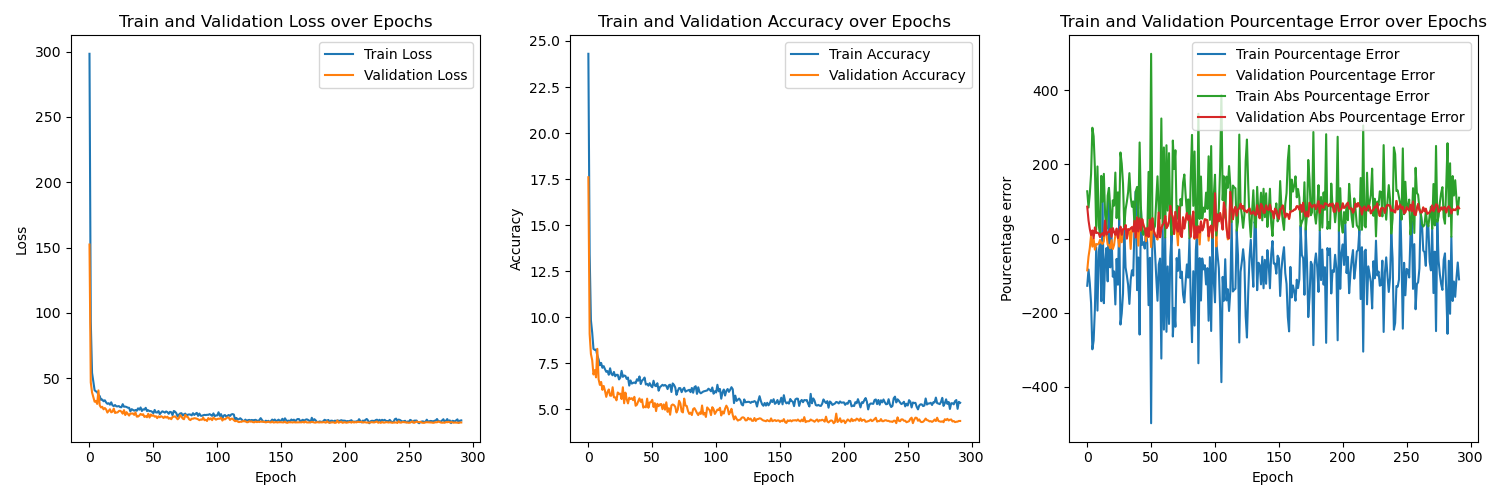 Train and Validation Loss over Epochs
Train Loss
Validation Loss
Loss
300
250
200
150
100
50
0
50
100
150
200
250
300
Epoch
Train and Validation Accuracy over Epochs
Train Accuracy
Validation Accuracy
Accuracy
25.0
22.5
20.0
17.5
15.0
12.5
10.0
7.5
5.0
0
50
100
150
200
250
300
Epoch
Train and Validation Pourcentage Error over Epochs
Train Pourcentage Error
Validation Pourcentage Error
Train Abs Pourcentage Error
Validation Abs Pourcentage Error
Pourcentage error
400
200
0
−200
−400
0
50
100
150
200
250
300
Epoch